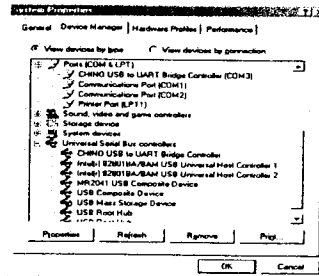 System Properties
General Device Manager Hardware Profiles Performance
View devices by type View devices by connection
Ports (COM & LPT)
CHINO USB to UART Bridge Controller (COM3)
Communications Port (COM1)
Communications Port (COM2)
Printer Port (LPT1)
Sound, video and game controllers
Storage device
System devices
Universal Serial Bus controllers
CHINO USB to UART Bridge Controller
Intel(r) 82801BA/BAM USB Universal Host Controller 1
Intel(r) 82801BA/BAM USB Universal Host Controller 2
MR2041 USB Composite Device
USB Composite Device
USB Mass Storage Device
USB Root Hub
USB Root Hub
Properties Refresh Remove Print...
OK Cancel